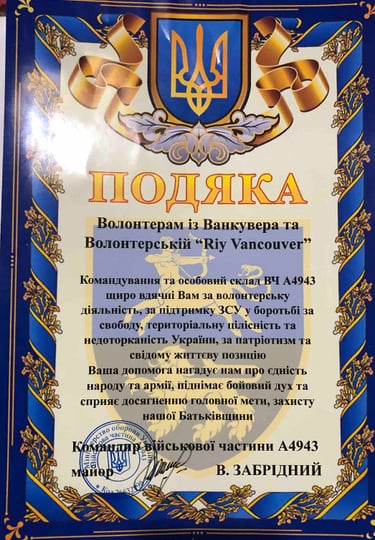 ПОДЯКА
Волонтерам із Ванкувера та
Волонтерській “Riy Vancouver”
Командування та особовий склад ВЧ А4943
щиро вдячні Вам за волонтерську
діяльність, за підтримку ЗСУ у боротьбі за
свободу, територіальну цілісність та
недоторканість України, за патріотизм та
свідому життєву позицію
Ваша допомога нагадує нам про єдність
народу та армії, піднімає бойовий дух та
сприяє досягненню головної мети, захисту
нашої Батьківщини
Командир військової частини А4943
майор В. ЗАБРІДНИЙ